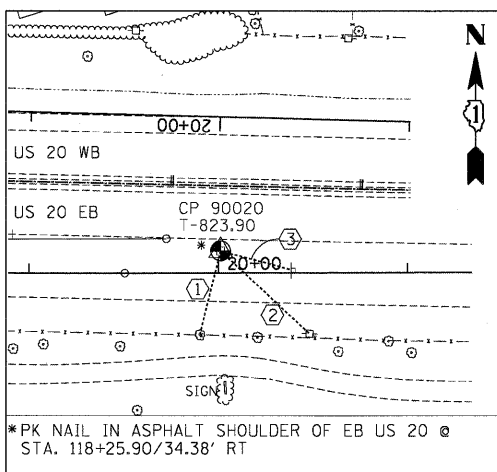 N
1
20+00
US 20 WB
US 20 EB
CP 90020
T-823.90
*
3
20+00
1
2
SIGN
*PK NAIL IN ASPHALT SHOULDER OF EB US 20 @
STA. 118+25.90/34.38' RT